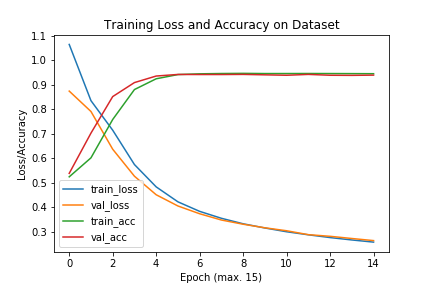 Training Loss and Accuracy on Dataset
1.1
1.0
0.9
0.8
0.7
0.6
0.5
0.4
0.3
Loss/Accuracy
train_loss
val_loss
train_acc
val_acc
0 2 4 6 8 10 12 14
Epoch (max. 15)